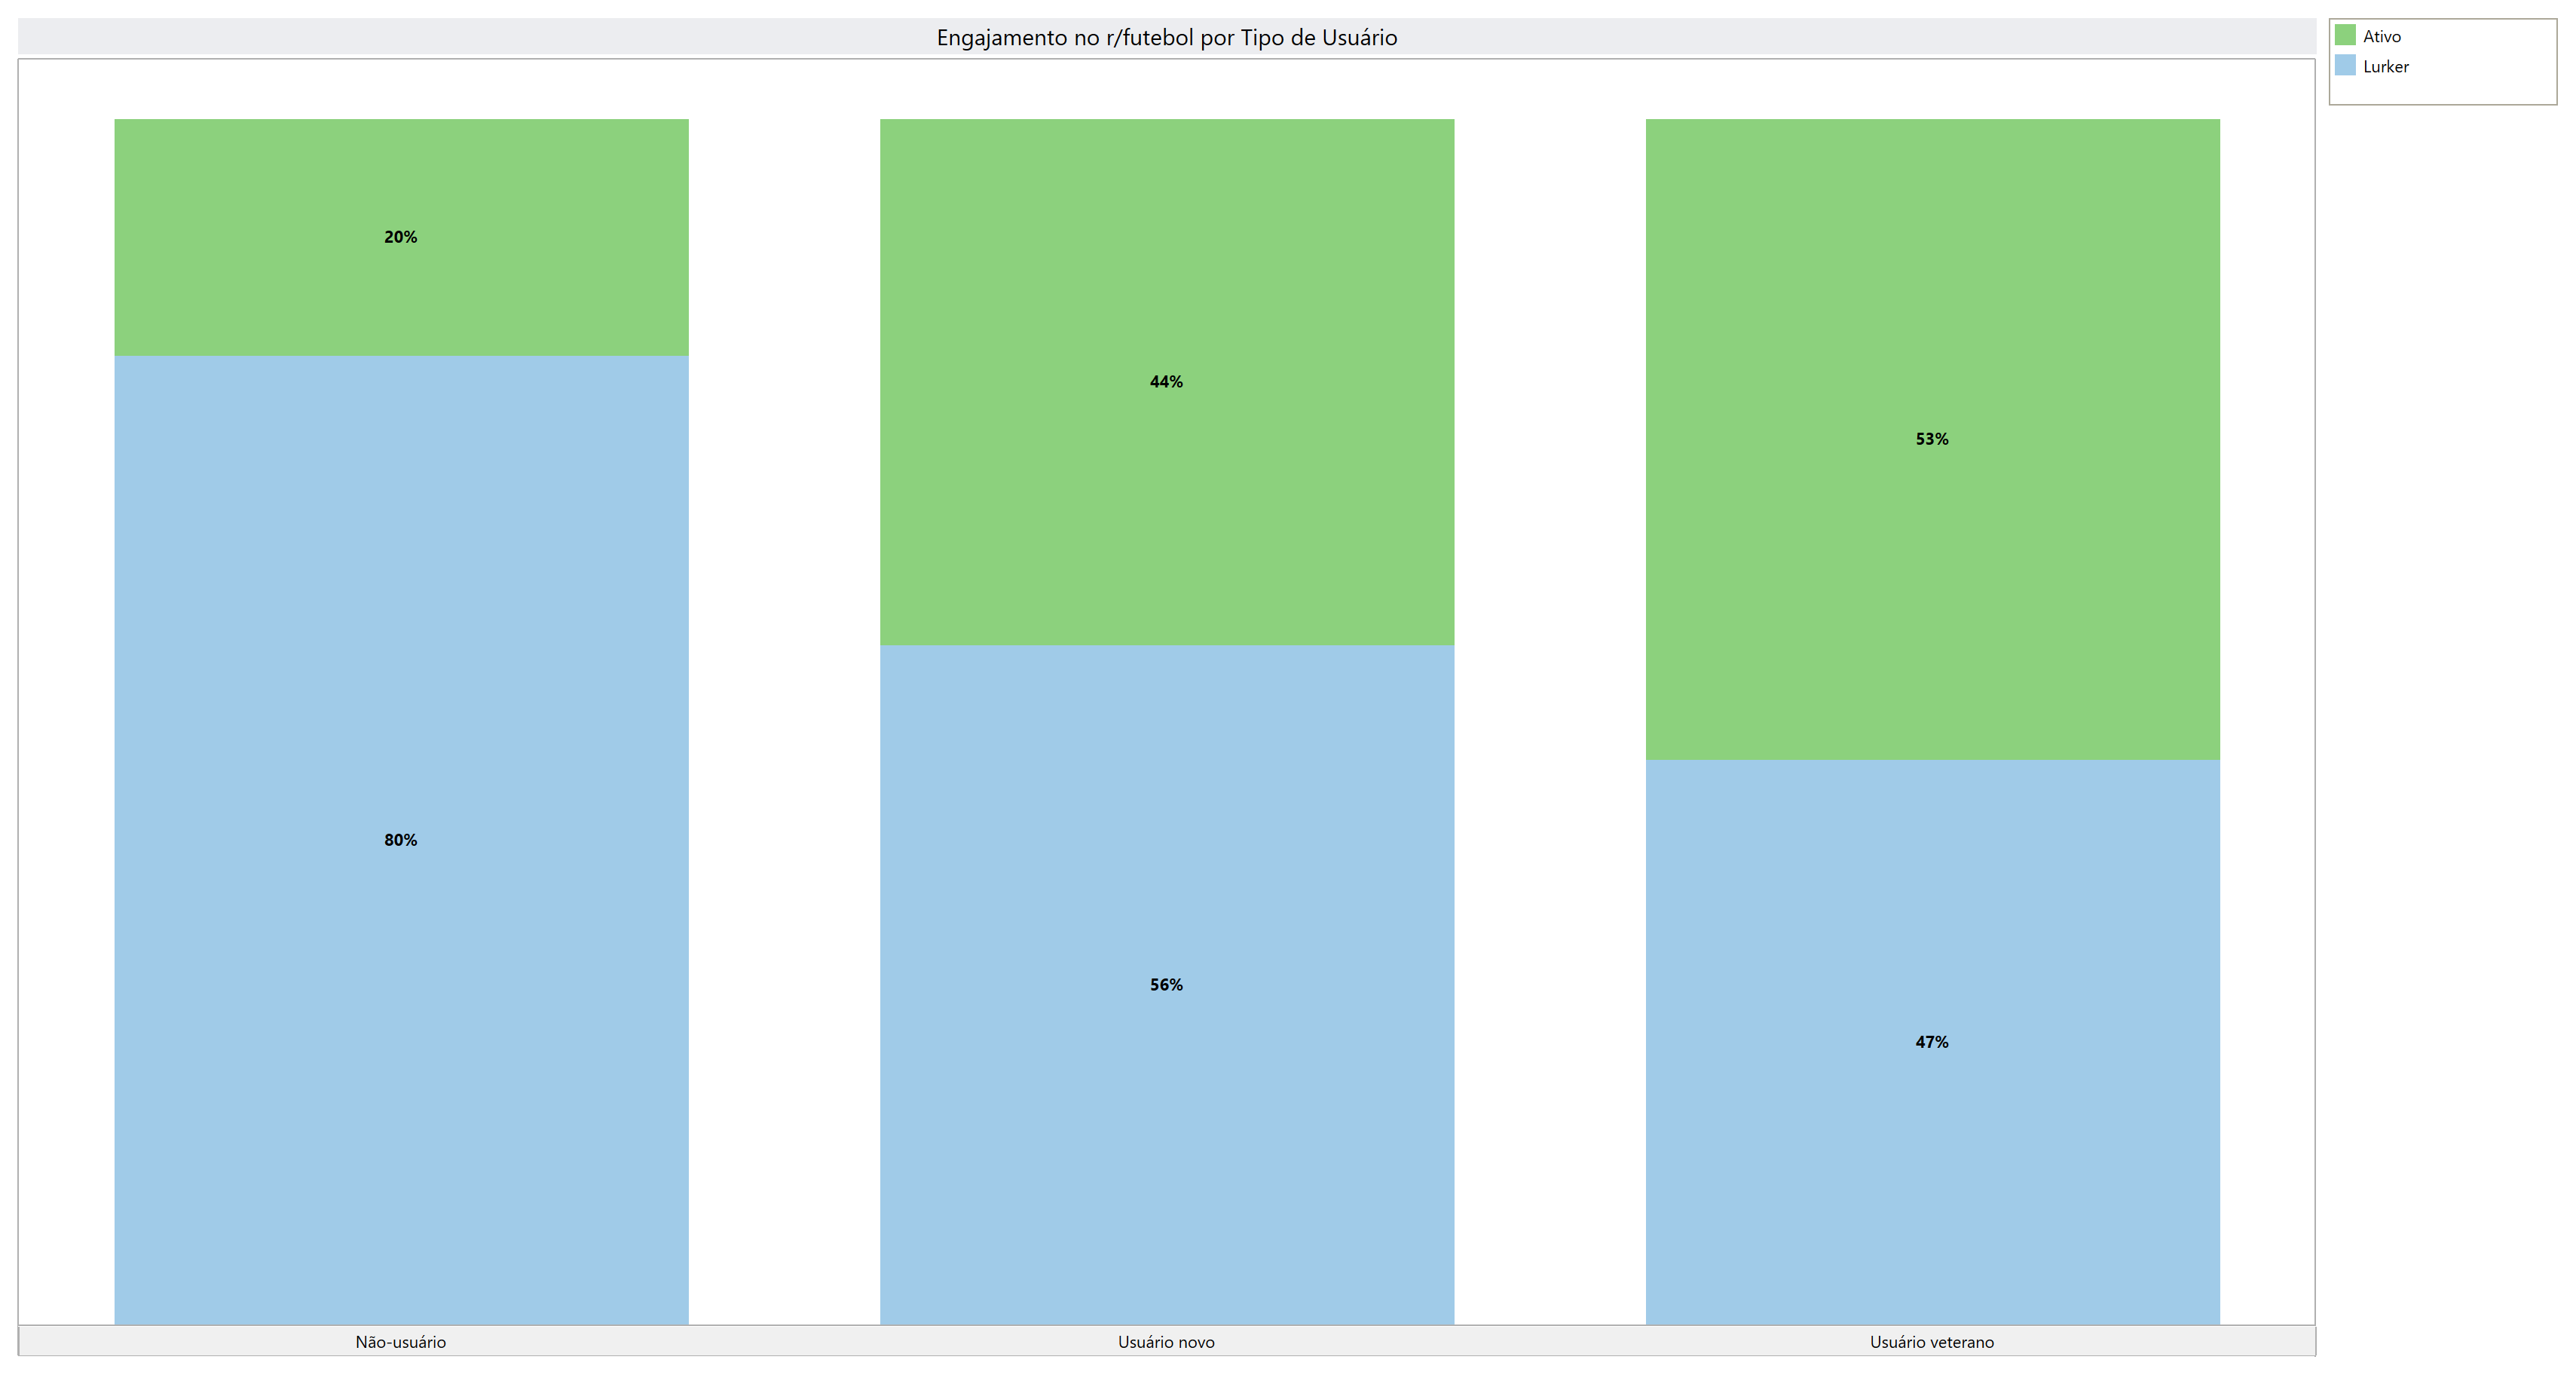 Engajamento no r/futebol por Tipo de Usuário
Ativo
Lurker
20%
44%
53%
80%
56%
47%
Não-usuário
Usuário novo
Usuário veterano